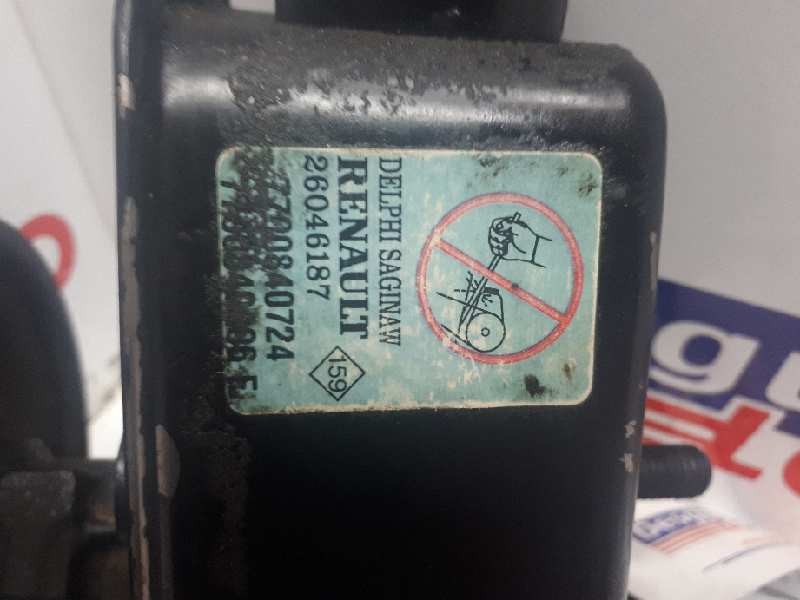 DELPHI SAGINAW
RENAULT
26046187
159
7700840724